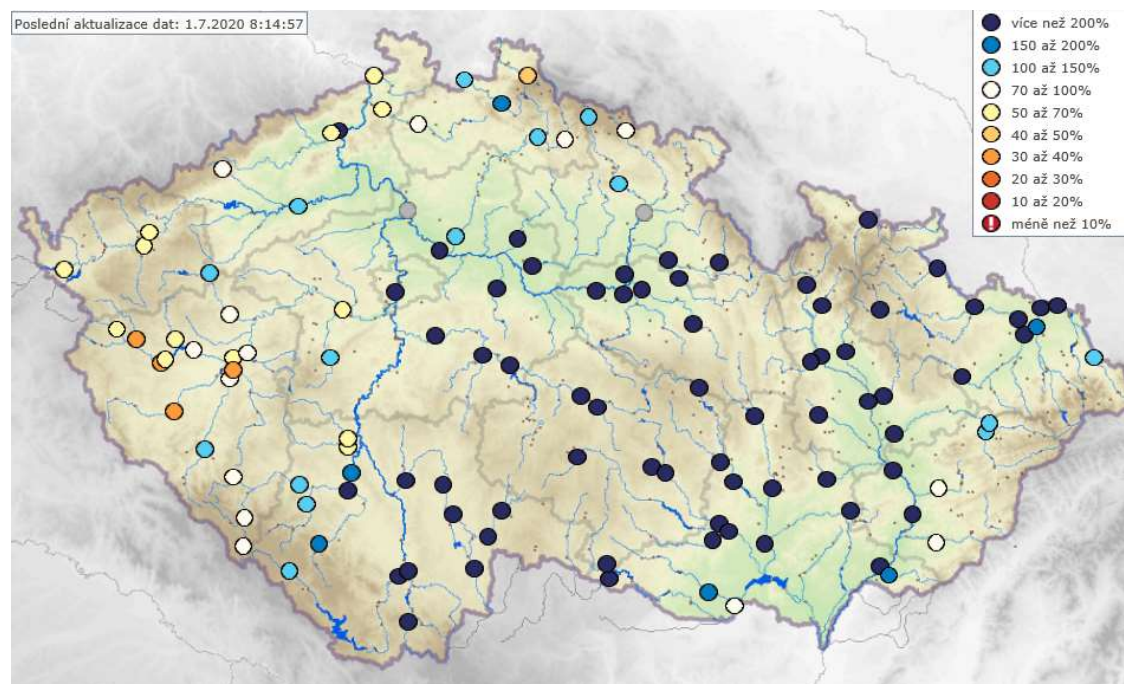 Poslední aktualizace dat: 1.7.2020 8:14:57
více než 200%
150 až 200%
100 až 150%
70 až 100%
50 až 70%
40 až 50%
30 až 40%
20 až 30%
10 až 20%
! méně než 10%